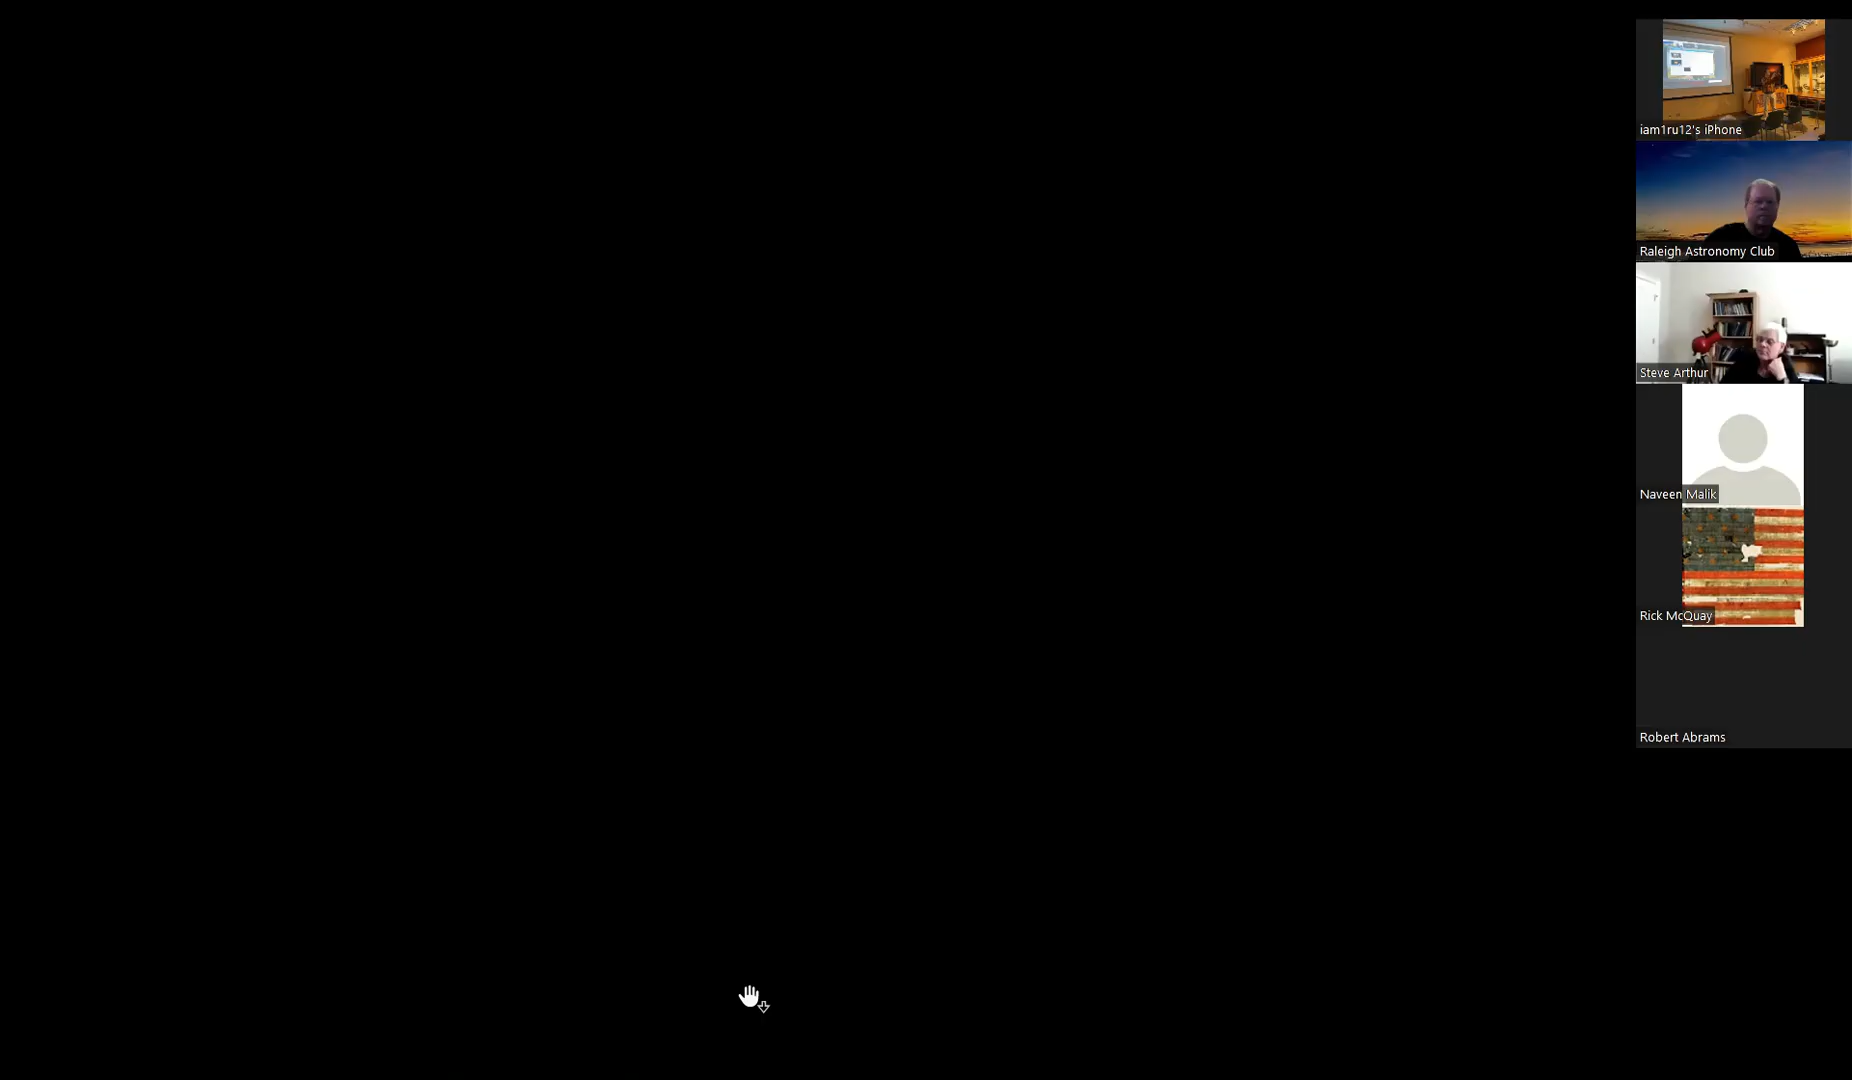 iam1ru12's iPhone
Raleigh Astronomy Club
Steve Arthur
Naveen Malik
Rick McQuay
Robert Abrams